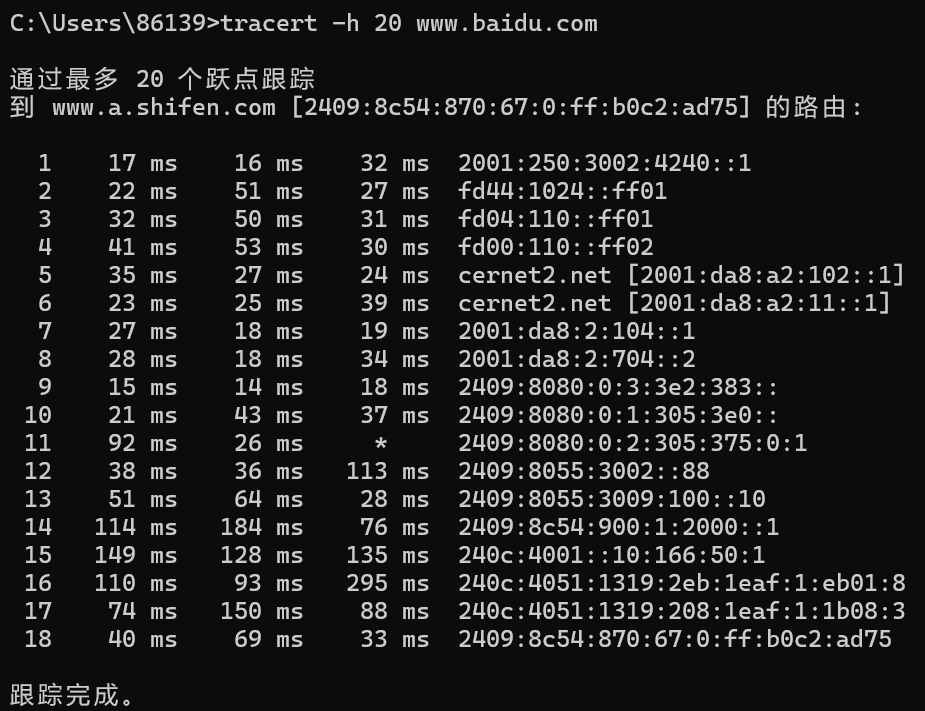 C:\Users\86139>tracert -h 20 www.baidu.com
通过最多 20 个跃点跟踪
到 www.a.shifen.com [2409:8c54:870:67:0:ff:b0c2:ad75] 的路由:
1 17 ms 16 ms 32 ms 2001:250:3002:4240::1
2 22 ms 51 ms 27 ms fd44:1024::ff01
3 32 ms 50 ms 31 ms fd04:110::ff01
4 41 ms 53 ms 30 ms fd00:110::ff02
5 35 ms 27 ms 24 ms cernet2.net [2001:da8:a2:102::1]
6 23 ms 25 ms 39 ms cernet2.net [2001:da8:a2:11::1]
7 27 ms 18 ms 19 ms 2001:da8:2:104::1
8 28 ms 18 ms 34 ms 2001:da8:2:704::2
9 15 ms 14 ms 18 ms 2409:8080:0:3:3e2:383::
10 21 ms 43 ms 37 ms 2409:8080:0:1:305:3e0::
11 92 ms 26 ms * 2409:8080:0:2:305:375:0:1
12 38 ms 36 ms 113 ms 2409:8055:3002::88
13 51 ms 64 ms 28 ms 2409:8055:3009:100::10
14 114 ms 184 ms 76 ms 2409:8c54:900:1:2000::1
15 149 ms 128 ms 135 ms 240c:4001::10:166:50:1
16 110 ms 93 ms 295 ms 240c:4051:1319:2eb:1eaf:1:eb01:8
17 74 ms 150 ms 88 ms 240c:4051:1319:208:1eaf:1:1b08:3
18 40 ms 69 ms 33 ms 2409:8c54:870:67:0:ff:b0c2:ad75
跟踪完成。